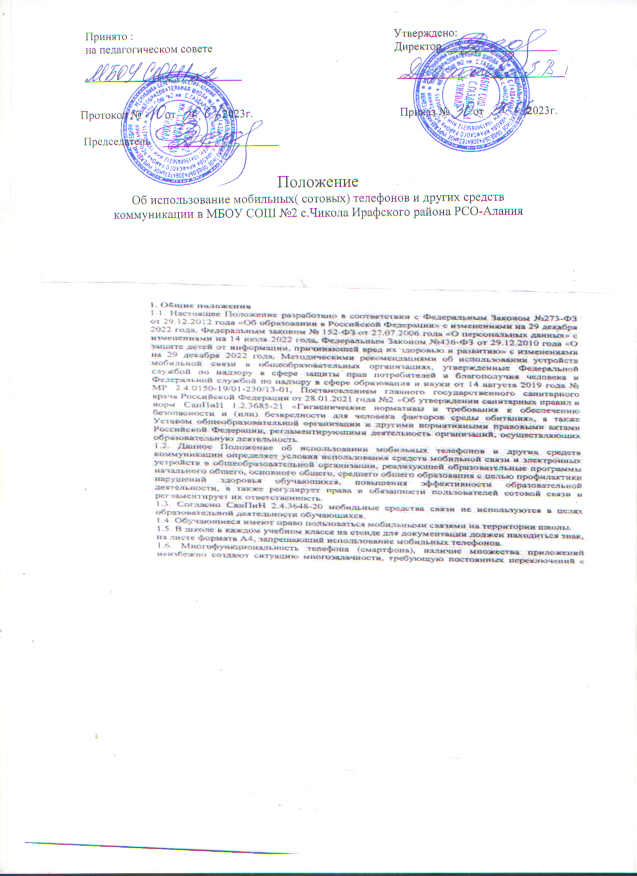 Принято :
на педагогическом совете
МБОУ СОШ №2
Протокол № 10 от 2023г.
Председатель
Утверждено:
Директор
Приказ № от 2023г.
Положение
Об использование мобильных( сотовых) телефонов и других средств
коммуникации в МБОУ СОШ №2 с.Чикола Ирафского района РСО-Алания
1. Общие положения
1.1. Настоящее Положение разработано в соответствии с Федеральным Законом №273-ФЗ
от 29.12.2012 года «Об образовании в Российской Федерации» с изменениями на 29 декабря
2022 года, Федеральным законом № 152-ФЗ от 27.07.2006 года «О персональных данных» с
изменениями на 14 июля 2022 года, Федеральным Законом №436-ФЗ от 29.12.2010 года «О
защите детей от информации, причиняющей вред их здоровью и развитию» с изменениями
на 29 декабря 2022 года, Методическими рекомендациями об использовании устройств
мобильной связи в общеобразовательных организациях, утвержденные Федеральной
службой по надзору в сфере защиты прав потребителей и благополучия человека и
Федеральной службой по надзору в сфере образования и науки от 14 августа 2019 года №
МР 2.4.0150-19/01-230/13-01, Постановлением главного государственного санитарного
врача Российской Федерации от 28.01.2021 года №2 «Об утверждении санитарных правил и
норм СанПиН 1.2.3685-21 «Гигиенические нормативы и требования к обеспечению
безопасности и (или) безвредности для человека факторов среды обитания», а также
Уставом общеобразовательной организации и другими нормативными правовыми актами
Российской Федерации, регламентирующими деятельность организаций, осуществляющих
образовательную деятельность.
1.2. Данное Положение об использовании мобильных телефонов и других средств
коммуникации определяет условия использования средств мобильной связи и электронных
устройств в общеобразовательной организации, реализующей образовательные программы
начального общего, основного общего, среднего общего образования с целью профилактики
нарушений здоровья обучающихся, повышения эффективности образовательной
деятельности, а также регулирует права и обязанности пользователей сотовой связи и
регламентирует их ответственность.
1.3. Согласно СанПиН 2.4.3648-20 мобильные средства связи не используются в целях
образовательной деятельности обучающихся.
1.4. Обучающиеся имеют право пользоваться мобильными связями на территории школы.
1.5. В школе в каждом учебном классе на стенде для документации должен находиться знак,
на листе формата А4, запрещающий использование мобильных телефонов.
1.6. Многофункциональность телефона (смартфона), наличие множества приложений
неизбежно создают ситуацию многозадачности, требующую постоянных переключений с